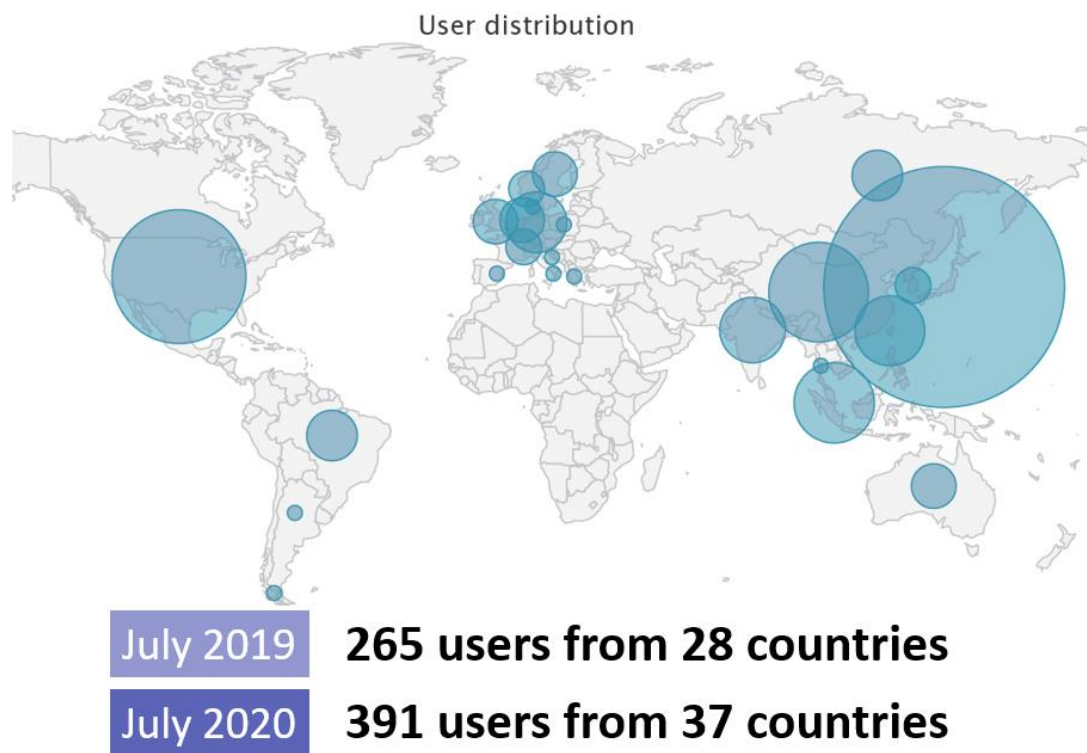 User distribution
July 2019 265 users from 28 countries
July 2020 391 users from 37 countries